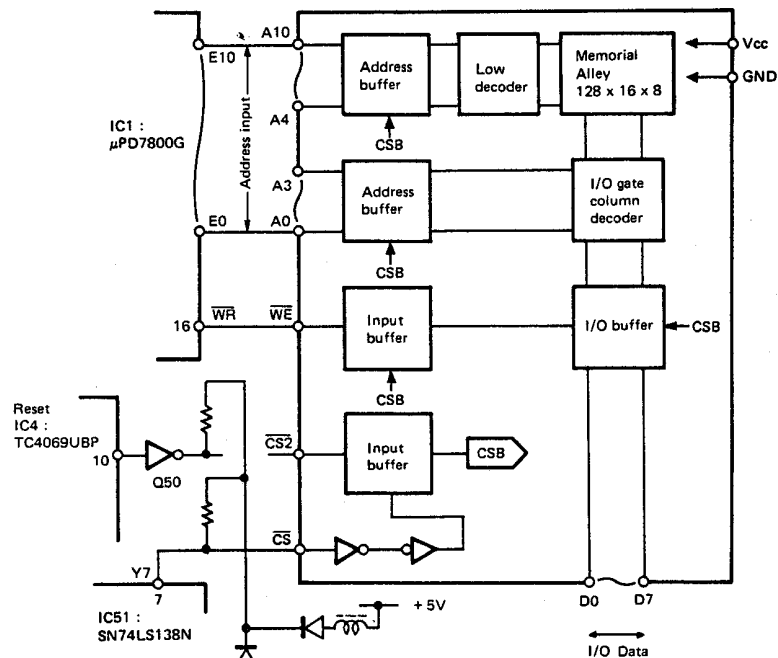 A10
Vcc
E10
Address buffer
Low decoder
Memorial Alley 128 x 16 x 8
GND
IC1 :
μPD7800G
Address input
A4
CSB
A3
Address buffer
I/O gate column decoder
E0
A0
CSB
16
WR
WE
Input buffer
I/O buffer
CSB
CSB
Reset
IC4 :
TC4069UBP
10
Q50
CS2
Input buffer
CSB
CS
Y7
7
IC51 :
SN74LS138N
+ 5V
D0
D7
I/O Data